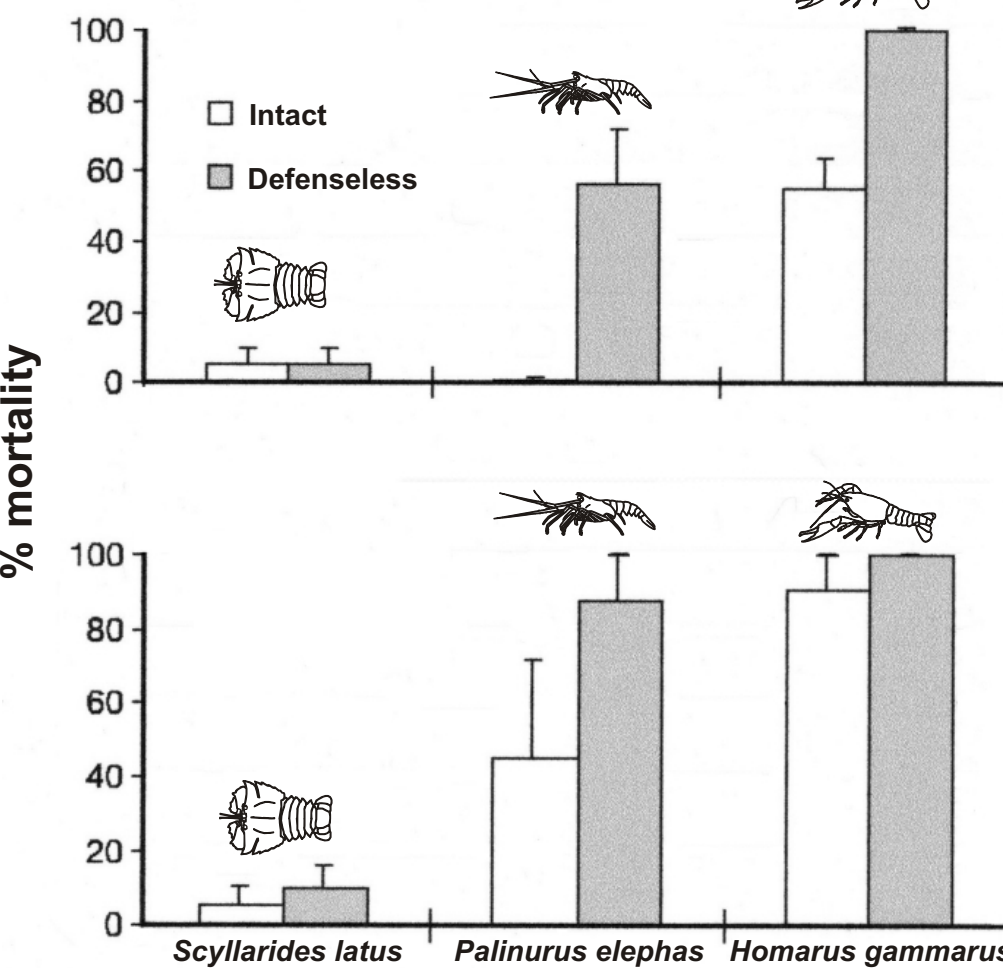 100
80
60
40
20
0
Intact
Defenseless
% mortality
100
80
60
40
20
0
Scyllarides latus
Palinurus elephas
Homarus gammarus